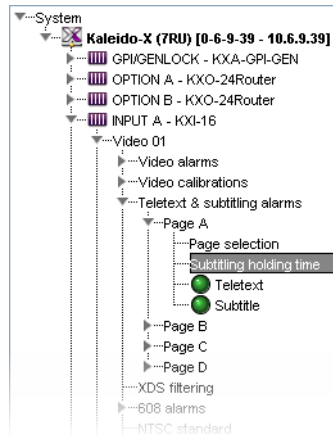 System
Kaleido-X (7RU) [0-6-9-39 - 10.6.9.39]
GPI/GENLOCK - KXA-GPI-GEN
OPTION A - KXO-24Router
OPTION B - KXO-24Router
INPUT A - KXI-16
Video 01
Video alarms
Video calibrations
Teletext & subtitling alarms
Page A
Page selection
Subtitling holding time
Teletext
Subtitle
Page B
Page C
Page D
XDS filtering
608 alarms
NTSC standard